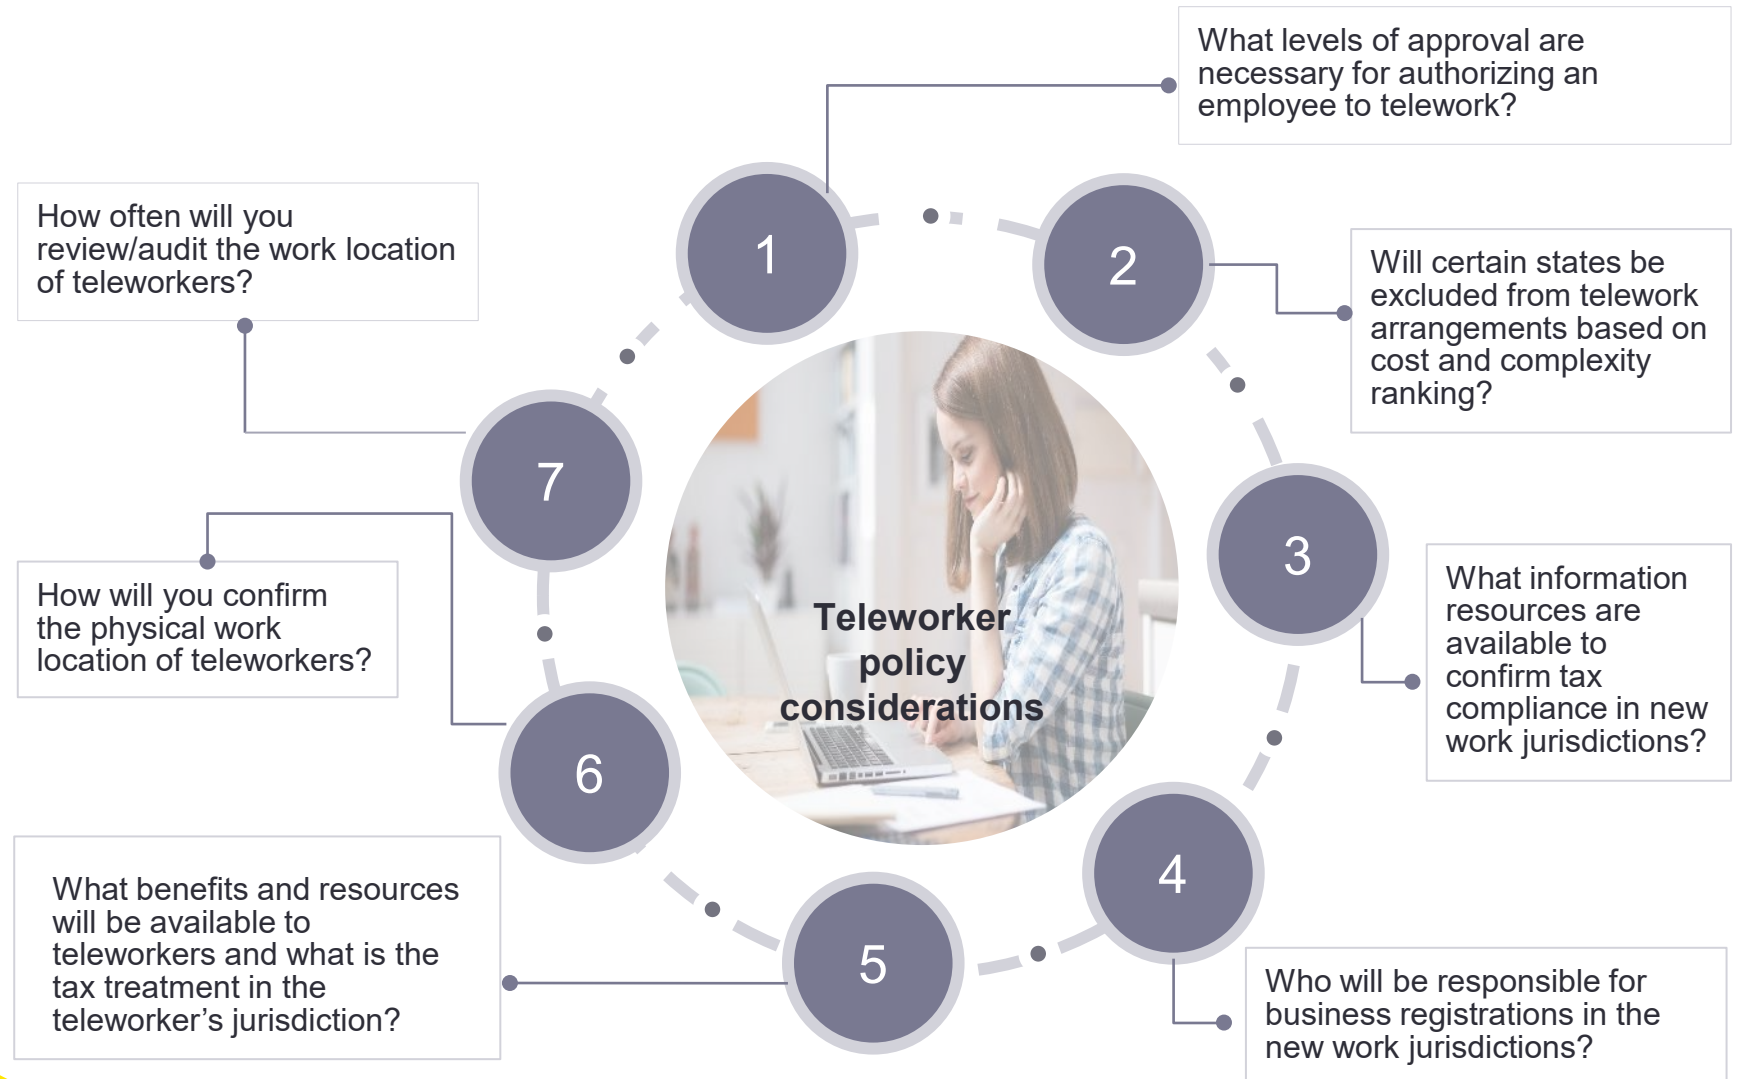 1
What levels of approval are
necessary for authorizing an
employee to telework?
2
Will certain states be
excluded from telework
arrangements based on
cost and complexity
ranking?
3
What information
resources are
available to
confirm tax
compliance in new
work jurisdictions?
4
Who will be responsible for
business registrations in the
new work jurisdictions?
5
What benefits and resources
will be available to
teleworkers and what is the
tax treatment in the
teleworker’s jurisdiction?
6
How will you confirm
the physical work
location of teleworkers?
7
How often will you
review/audit the work location
of teleworkers?
Teleworker
policy
considerations